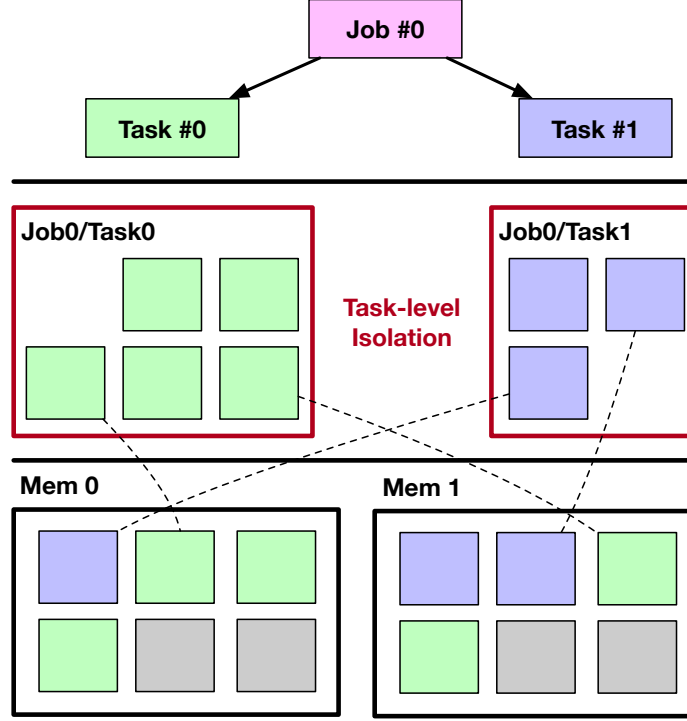 Job #0
Task #0
Task #1
Job0/Task0
Job0/Task1
Task-level
Isolation
Mem 0
Mem 1